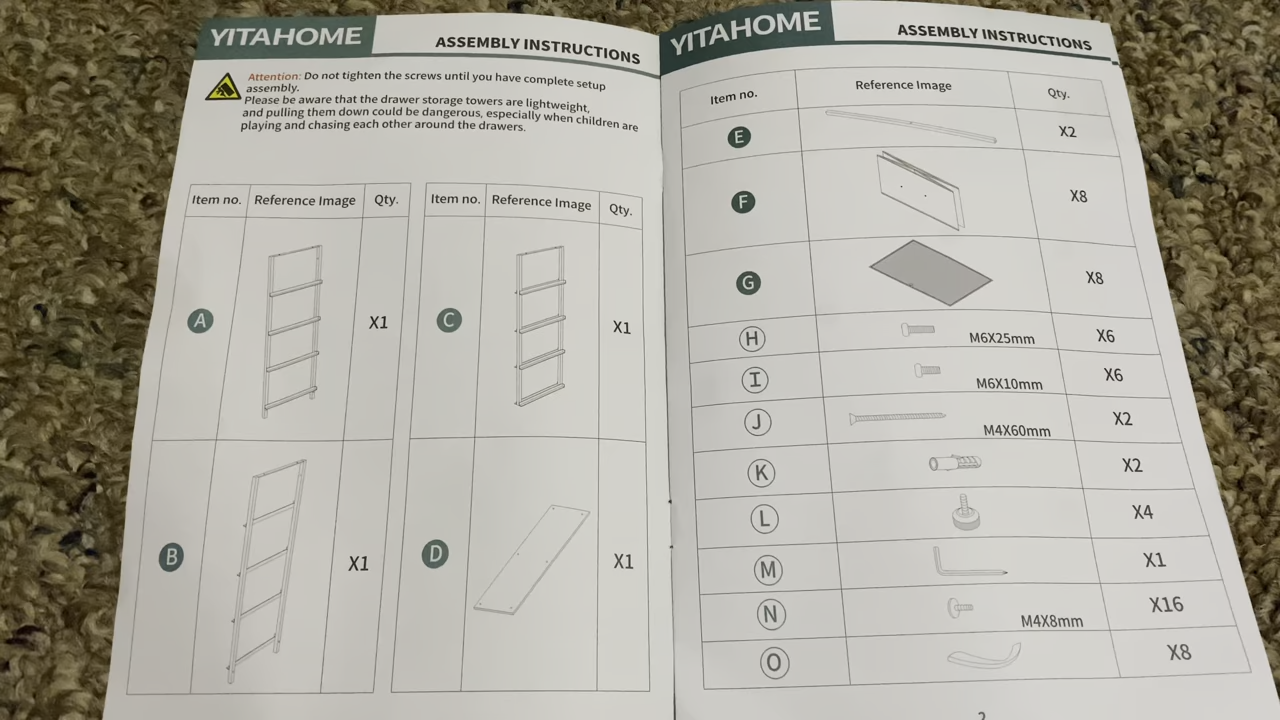 YITAHOME
ASSEMBLY INSTRUCTIONS
Attention: Do not tighten the screws until you have complete setup
assembly.
Please be aware that the drawer storage towers are lightweight,
and pulling them down could be dangerous, especially when children are
playing and chasing each other around the drawers.
Item no. Reference Image Qty.
A X1
B X1
Item no. Reference Image Qty.
C X1
D X1
YITAHOME
ASSEMBLY INSTRUCTIONS
Item no. Reference Image Qty.
E X2
F X8
G X8
H M6X25mm X6
I M6X10mm X6
J M4X60mm X2
K X2
L X4
M X1
N M4X8mm X16
O X8
2